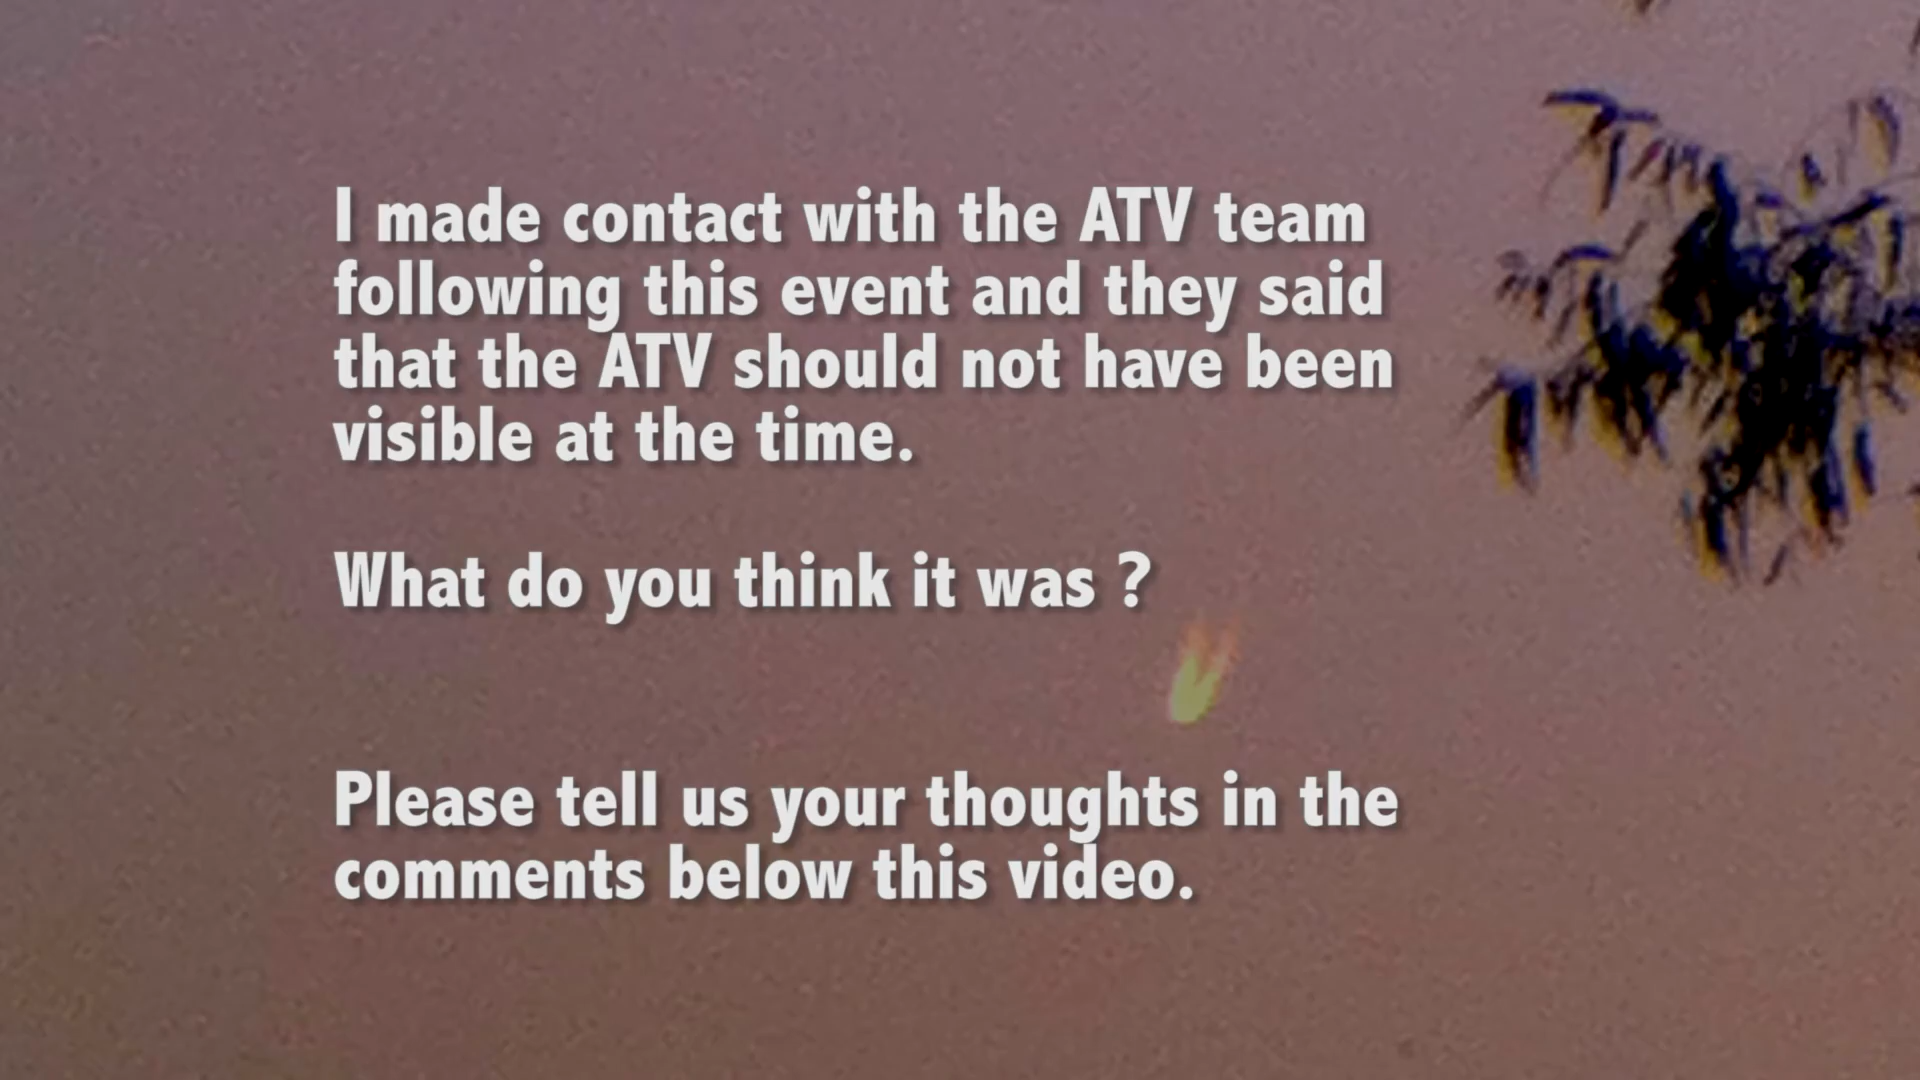 I made contact with the ATV team
following this event and they said
that the ATV should not have been
visible at the time.
What do you think it was ?
Please tell us your thoughts in the
comments below this video.